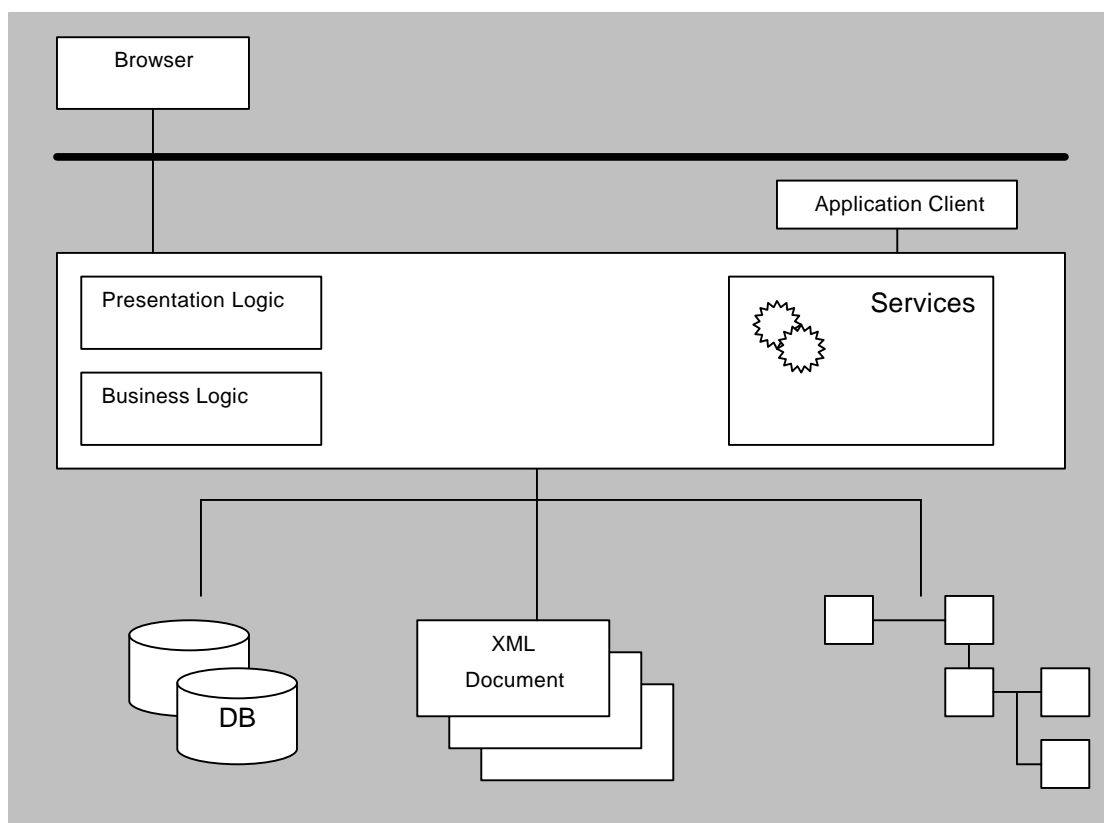 Browser
Application Client
Presentation Logic
Services
Business Logic
XML
Document
DB